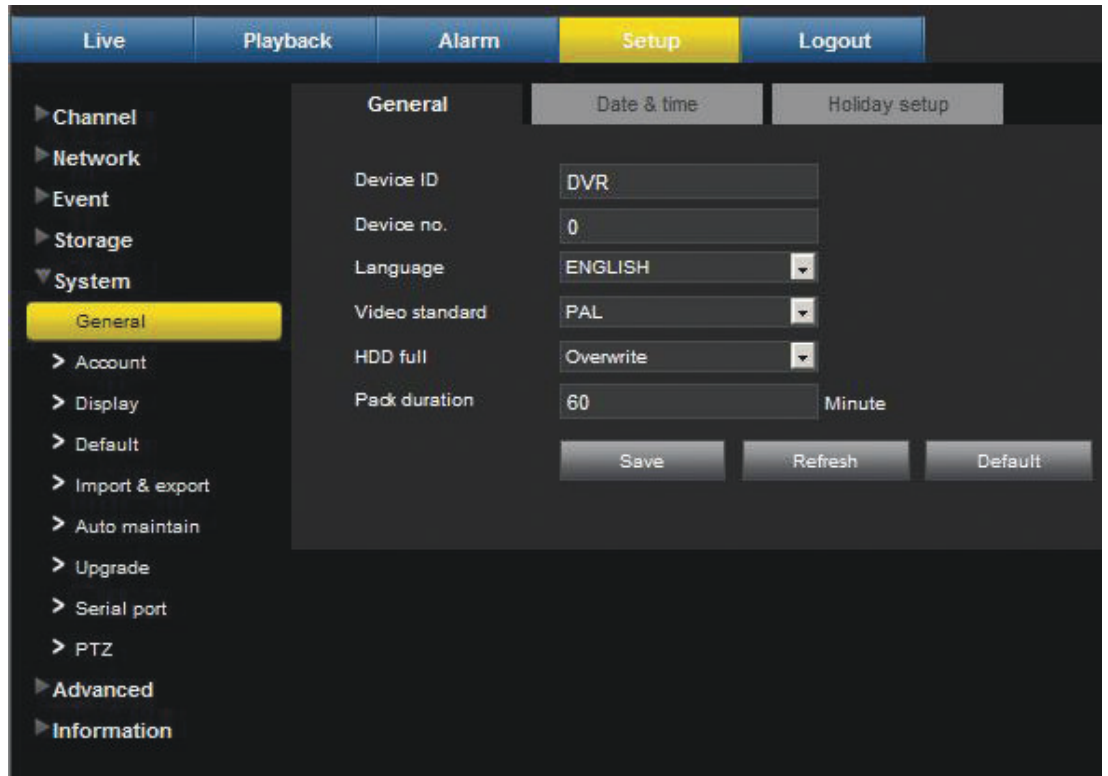 Live Playback Alarm Setup Logout
General Date & time Holiday setup
Channel
Network
Event
Storage
System
General
Account
Display
Default
Import & export
Auto maintain
Upgrade
Serial port
PTZ
Advanced
Information
Device ID DVR
Device no. 0
Language ENGLISH
Video standard PAL
HDD full Overwrite
Pack duration 60 Minute
Save Refresh Default